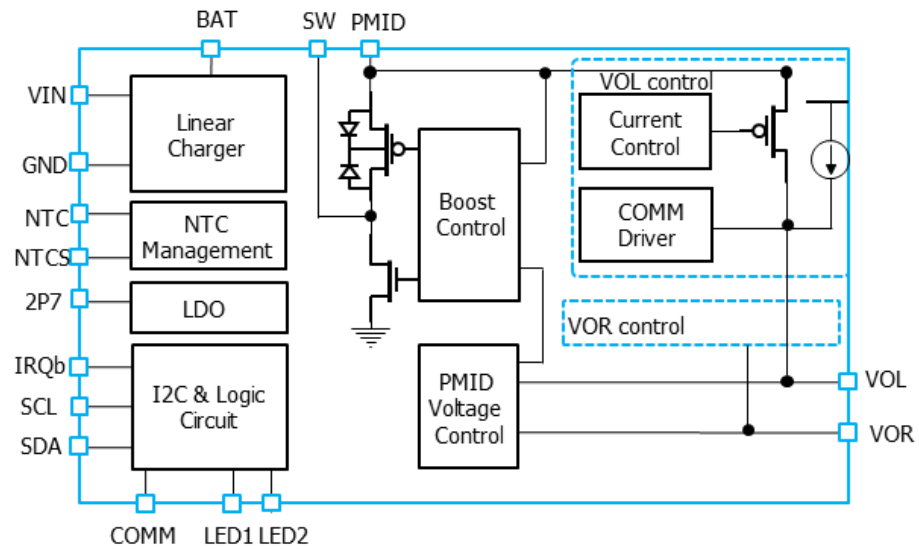 BAT
SW
PMID
VIN
GND
NTC
NTCS
2P7
IRQb
SCL
SDA
Linear
Charger
NTC
Management
LDO
I2C & Logic
Circuit
Boost
Control
PMID
Voltage
Control
VOL control
Current
Control
COMM
Driver
VOR control
VOL
VOR
COMM
LED1
LED2